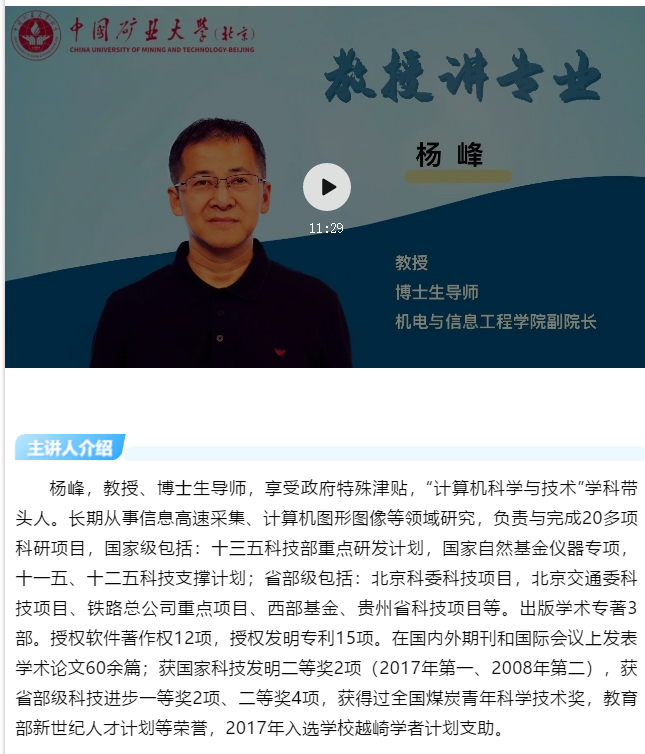 中国矿业大学(北京)
CHINA UNIVERSITY OF MINING AND TECHNOLOGY-BEIJING
教授讲专业
杨 峰
11:29
教授
博士生导师
机电与信息工程学院副院长
主讲人介绍
杨峰，教授、博士生导师，享受政府特殊津贴，“计算机科学与技术”学科带
头人。长期从事信息高速采集、计算机图形图像等领域研究，负责与完成20多项
科研项目，国家级包括：十三五科技部重点研发计划，国家自然基金仪器专项，
十一五、十二五科技支撑计划；省部级包括：北京科委科技项目，北京交通委科
技项目、铁路总公司重点项目、西部基金、贵州省科技项目等。出版学术专著3
部。授权软件著作权12项，授权发明专利15项。在国内外期刊和国际会议上发表
学术论文60余篇；获国家科技发明二等奖2项（2017年第一、2008年第二），获
省部级科技进步一等奖2项、二等奖4项，获得过全国煤炭青年科学技术奖，教育
部新世纪人才计划等荣誉，2017年入选学校越崎学者计划支助。